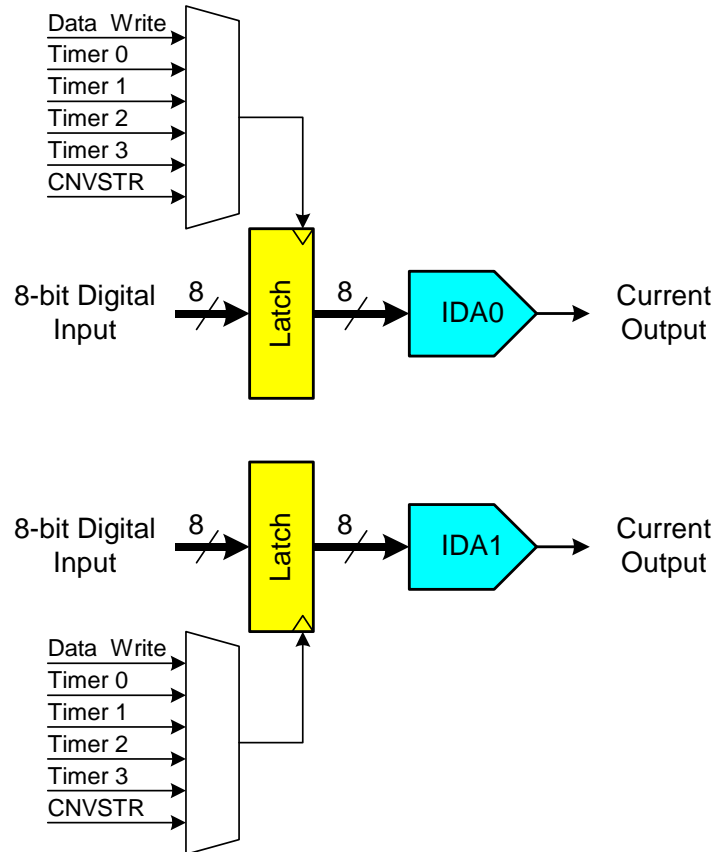 Data Write
Timer 0
Timer 1
Timer 2
Timer 3
CNVSTR
8-bit Digital
Input
8
Latch
8
IDA0
Current
Output
8-bit Digital
Input
8
Latch
8
IDA1
Current
Output
Data Write
Timer 0
Timer 1
Timer 2
Timer 3
CNVSTR